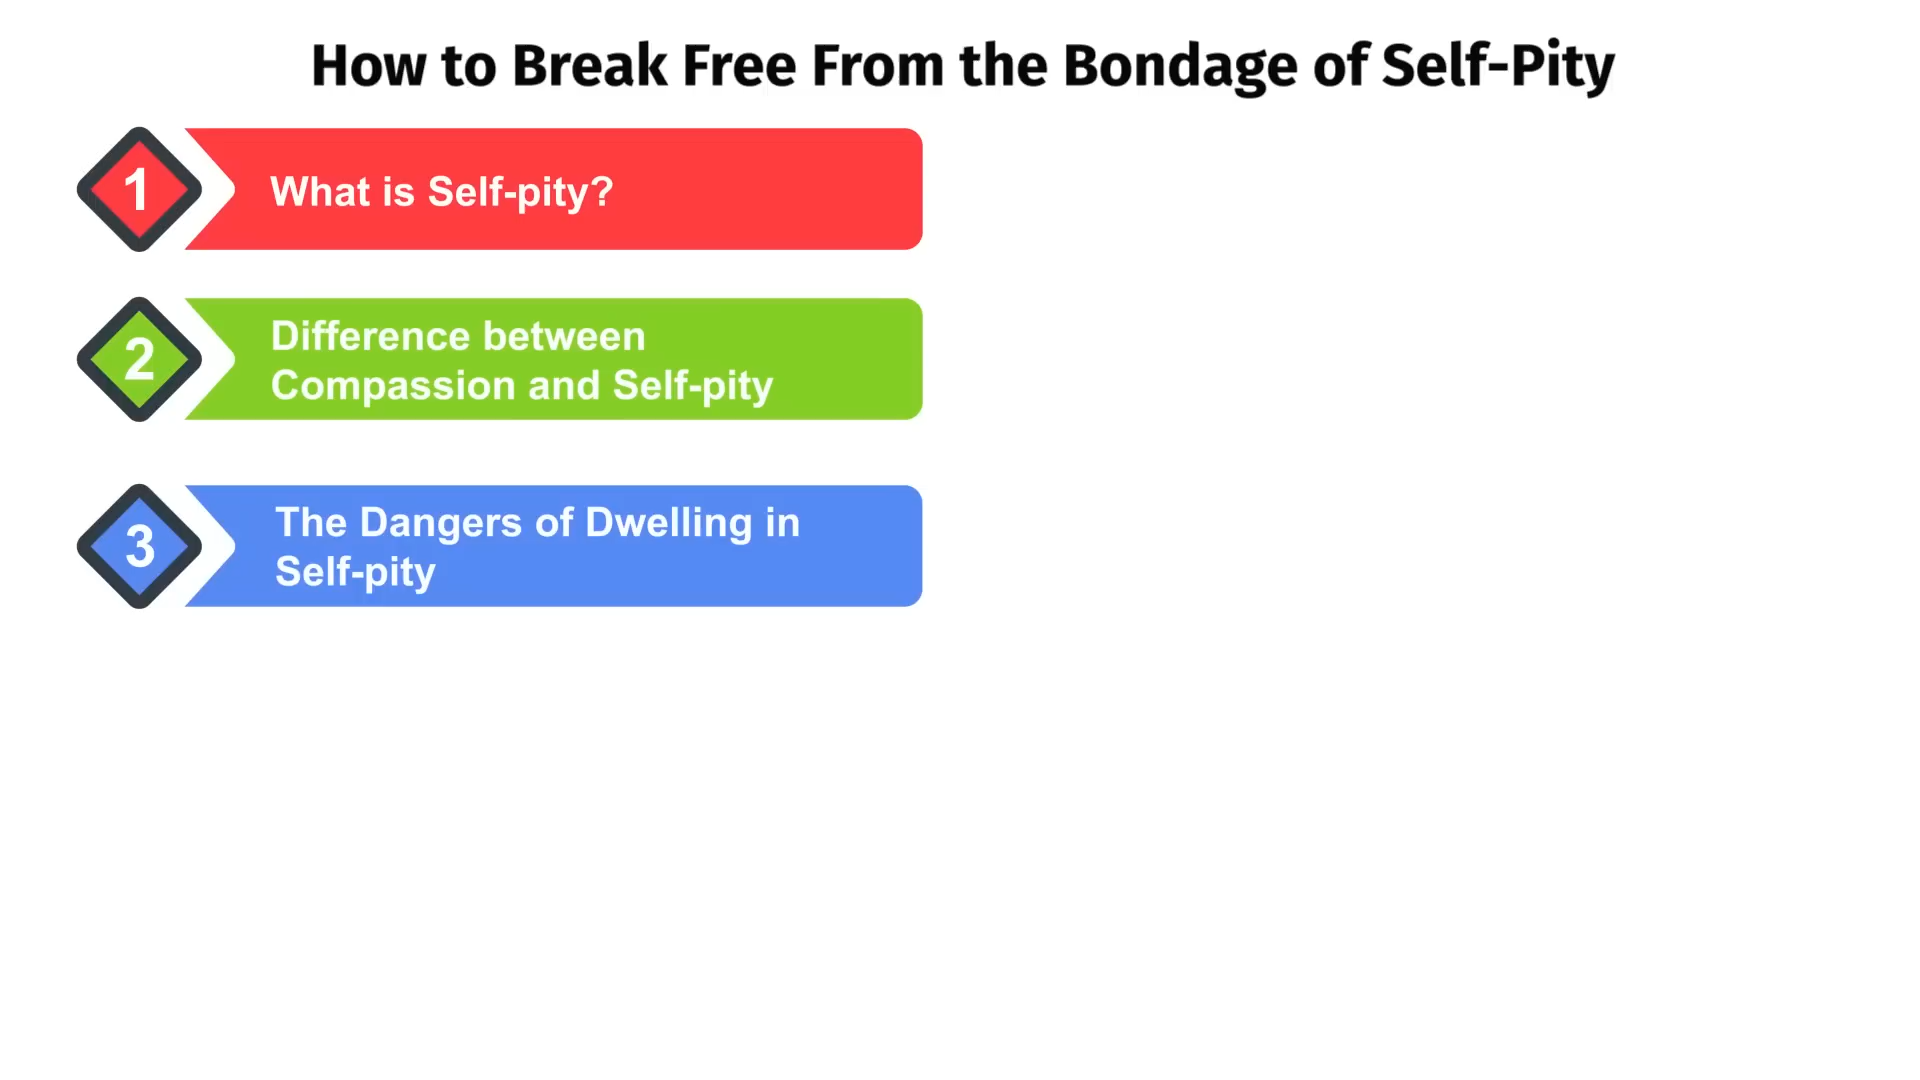 How to Break Free From the Bondage of Self-Pity
1
What is Self-pity?
2
Difference between
Compassion and Self-pity
3
The Dangers of Dwelling in
Self-pity